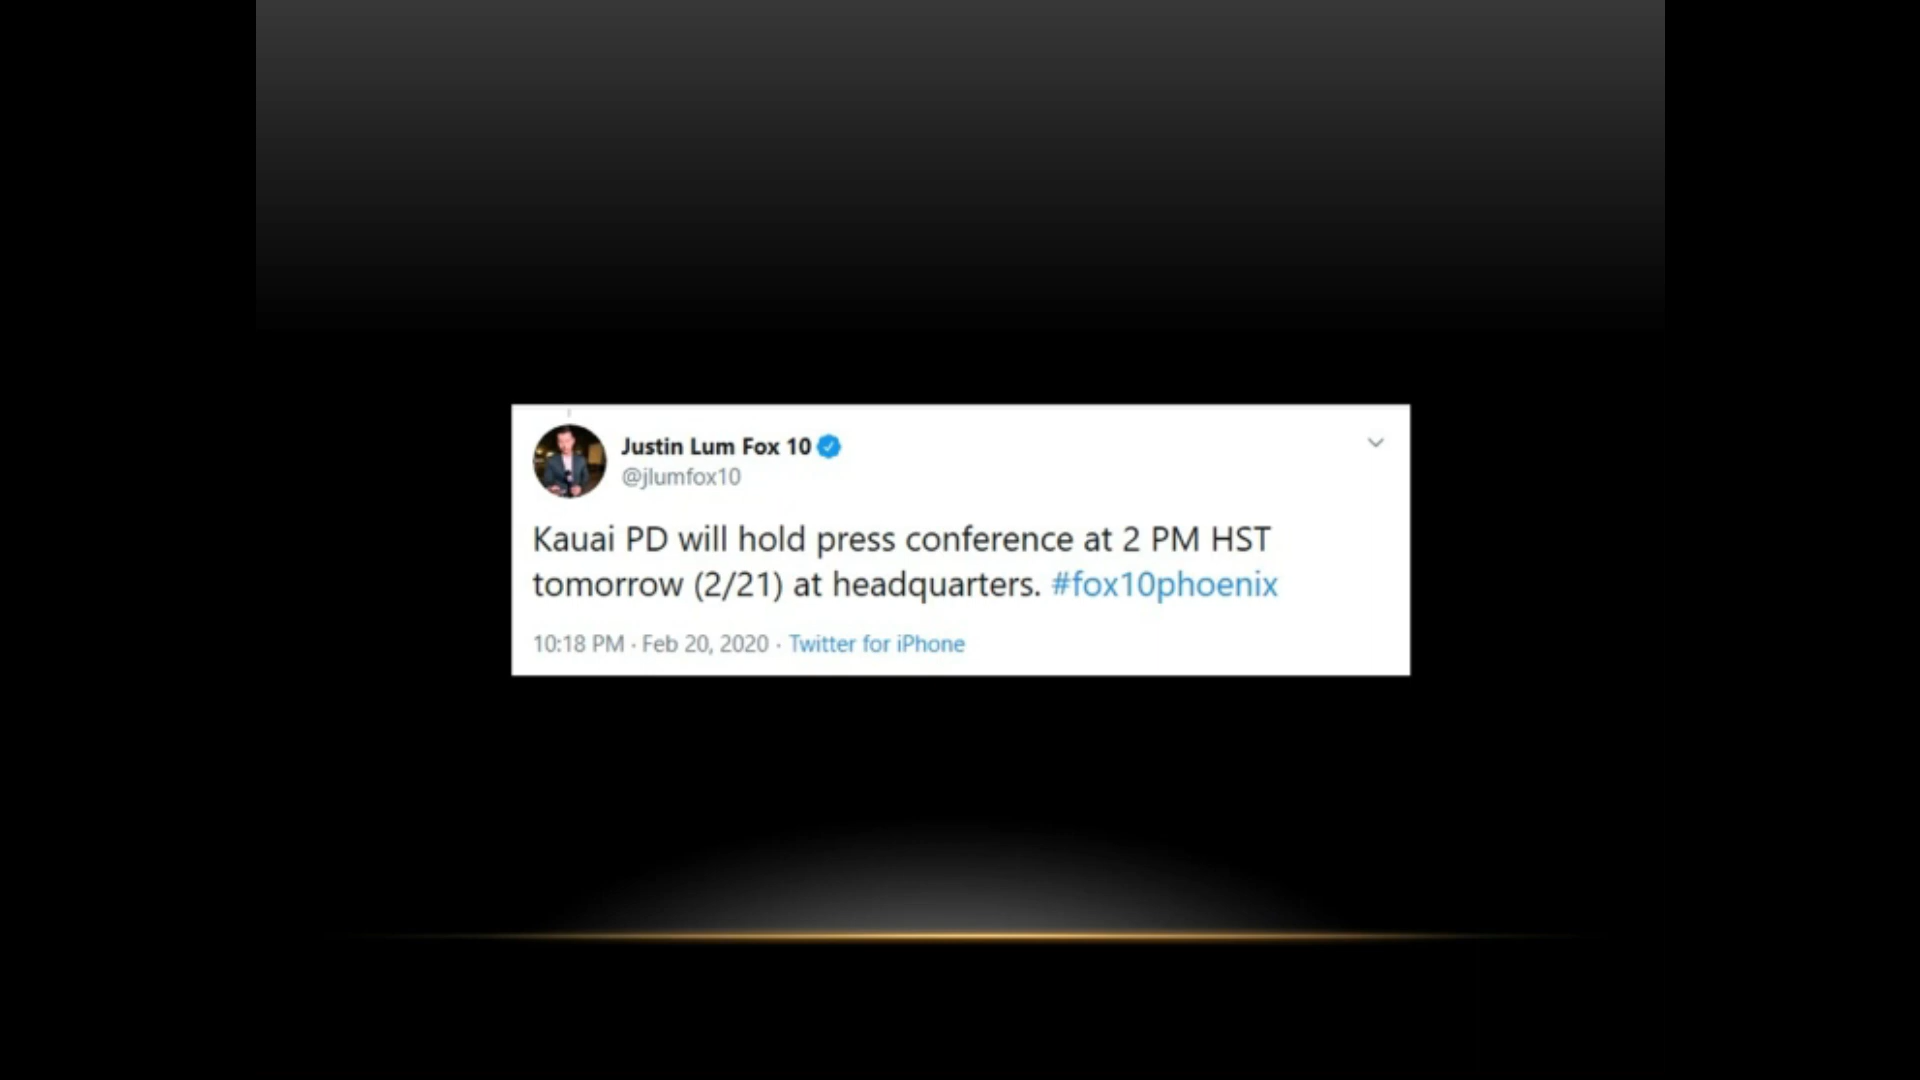 Justin Lum Fox 10
@jlumfox10
Kauai PD will hold press conference at 2 PM HST
tomorrow (2/21) at headquarters. #fox10phoenix
10:18 PM · Feb 20, 2020 · Twitter for iPhone